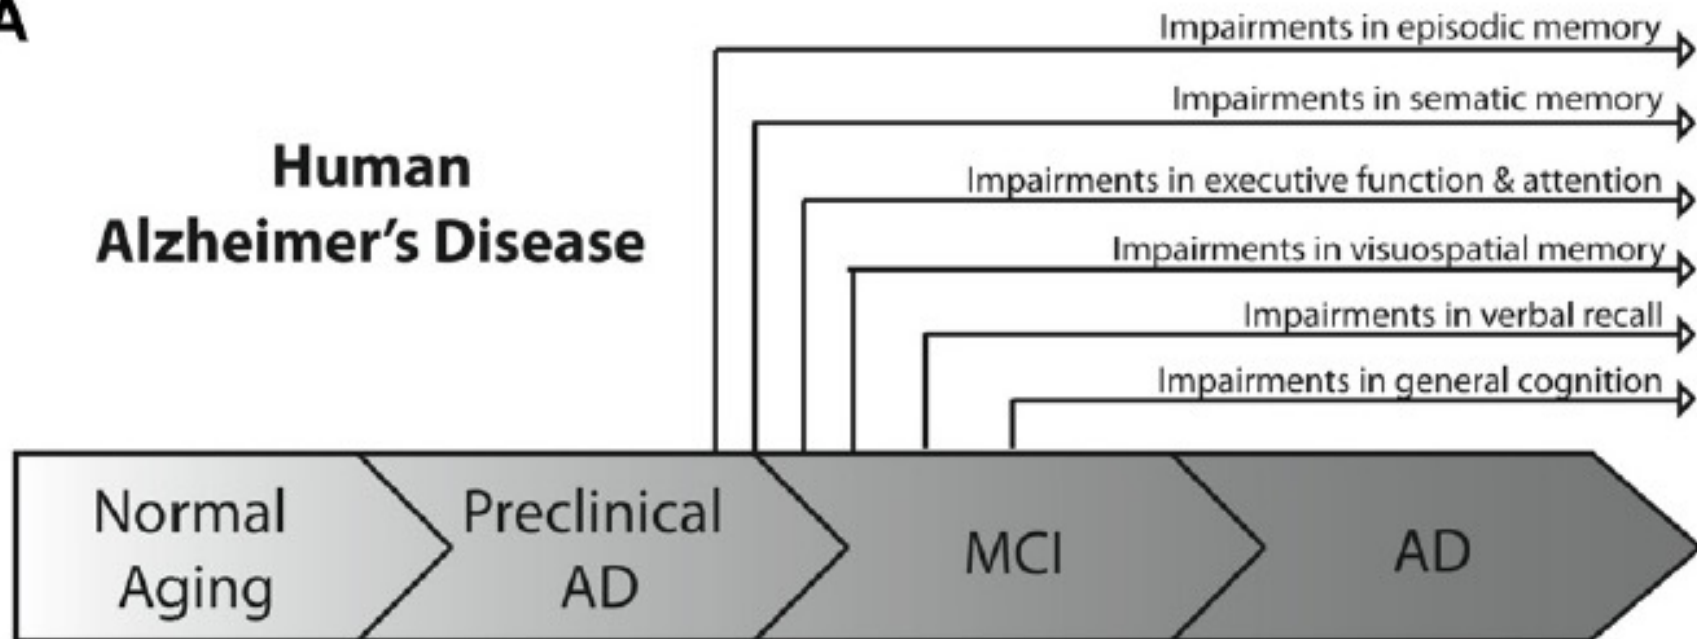 A
Impairments in episodic memory
Impairments in sematic memory
Human
Alzheimer's Disease
Impairments in executive function & attention
Impairments in visuospatial memory
Impairments in verbal recall
Impairments in general cognition
Normal
Aging
Preclinical
AD
MCI
AD